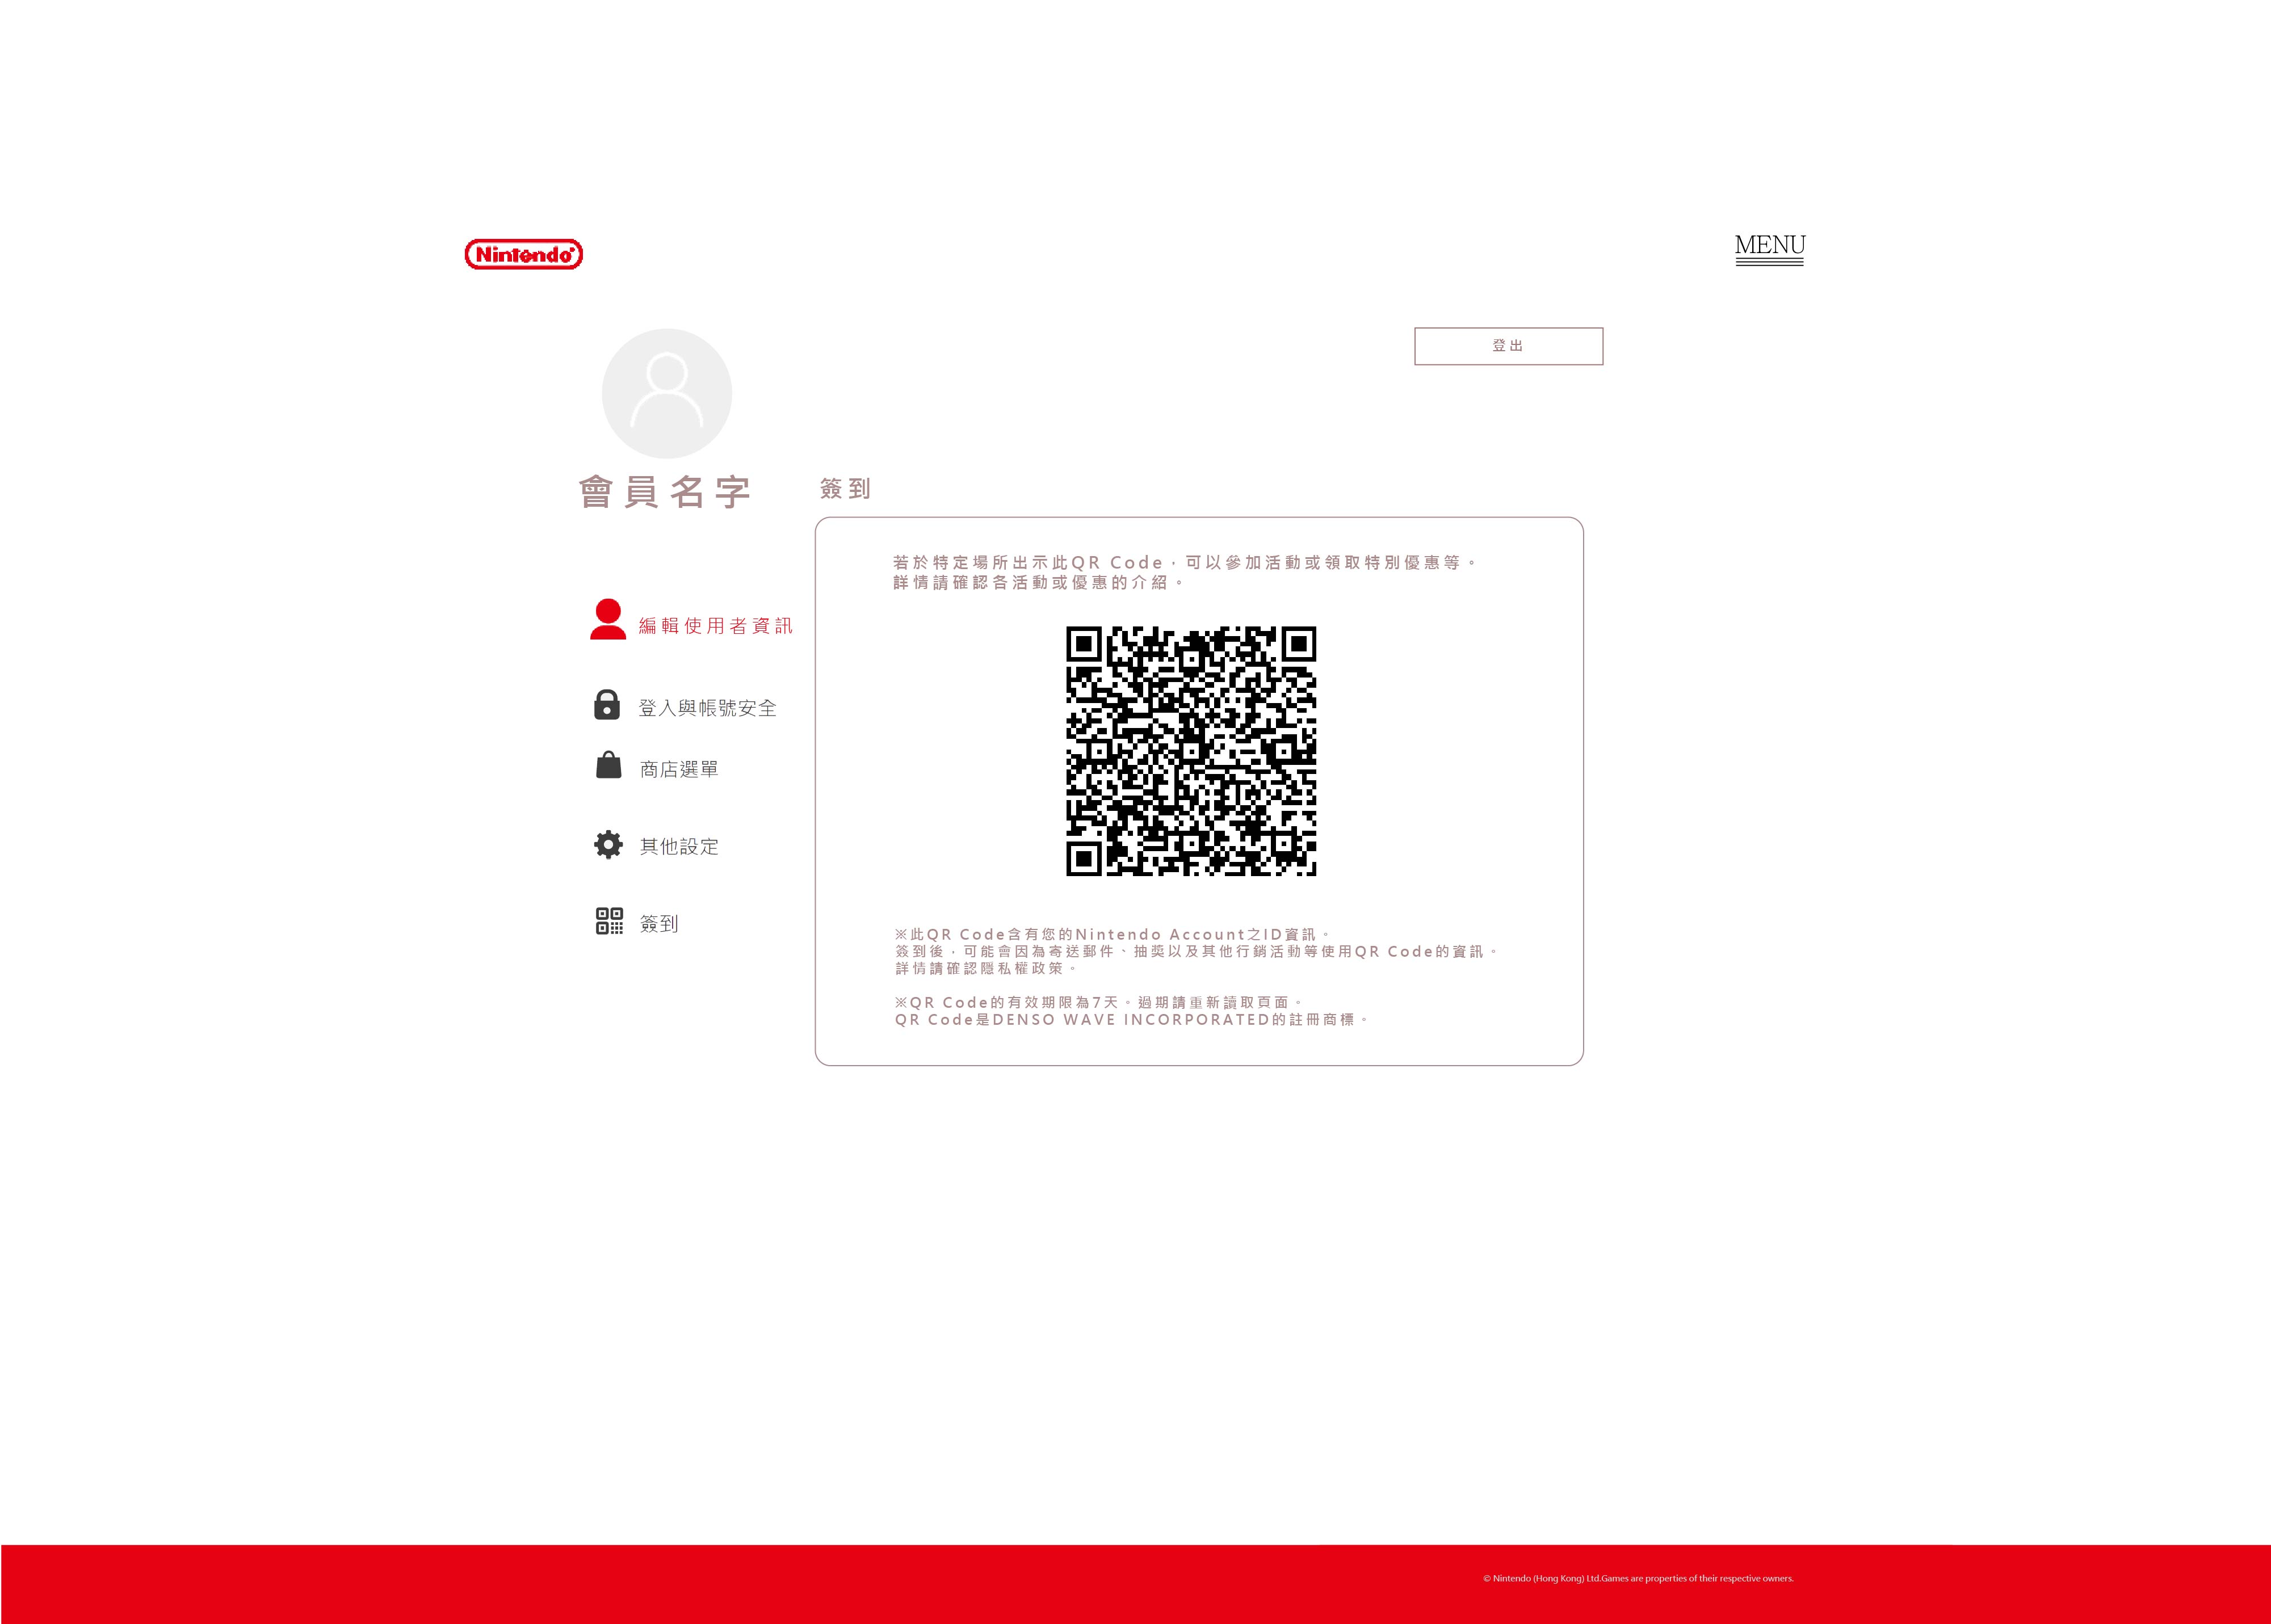 Nintendo
MENU
登出
會員名字
簽到
若於特定場所出示此QR Code，可以參加活動或領取特別優惠等。
詳情請確認各活動或優惠的介紹。
編輯使用者資訊
登入與帳號安全
商店選單
其他設定
簽到
※此QR Code含有您的Nintendo Account之ID資訊。
簽到後，可能會因為寄送郵件、抽獎以及其他行銷活動等使用QR Code的資訊。
詳情請確認隱私權政策。
※QR Code的有效期限為7天。過期請重新讀取頁面。
QR Code是DENSO WAVE INCORPORATED的註冊商標。
© Nintendo (Hong Kong) Ltd.Games are properties of their respective owners.